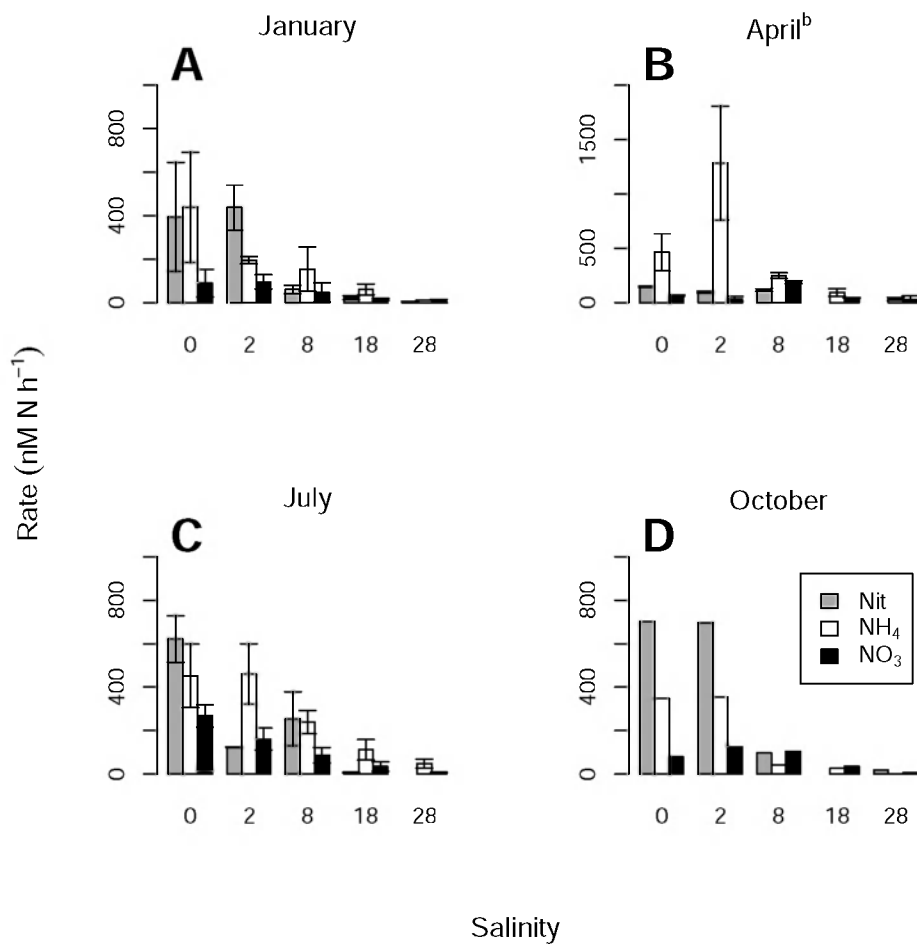 January
A
800
400
0
0 2 8 18 28
April^b
B
1500
500
0
0 2 8 18 28
Rate (nM N h⁻¹)
July
C
800
400
0
0 2 8 18 28
October
D
800
400
0
0 2 8 18 28
Nit
NH₄
NO₃
Salinity